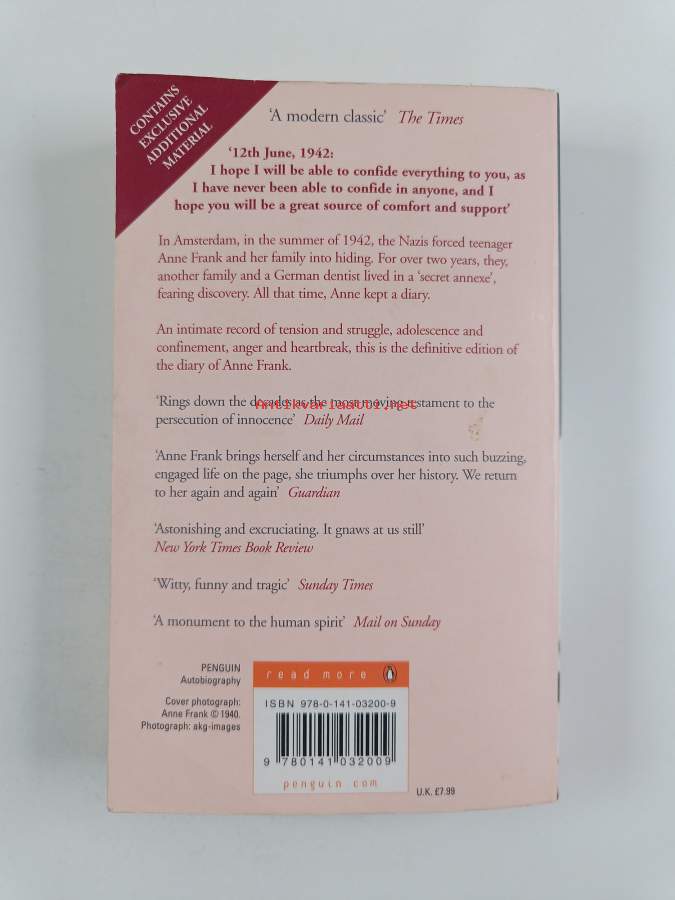 CONTAINS
EXCLUSIVE
ADDITIONAL
MATERIAL
‘A modern classic’ The Times
‘12th June, 1942:
I hope I will be able to confide everything to you, as
I have never been able to confide in anyone, and I
hope you will be a great source of comfort and support’
In Amsterdam, in the summer of 1942, the Nazis forced teenager
Anne Frank and her family into hiding. For over two years, they,
another family and a German dentist lived in a ‘secret annexe’,
fearing discovery. All that time, Anne kept a diary.
An intimate record of tension and struggle, adolescence and
confinement, anger and heartbreak, this is the definitive edition of
the diary of Anne Frank.
‘Rings down the decades as the most moving testament to the
antikvariaabol.net
persecution of innocence’ Daily Mail
‘Anne Frank brings herself and her circumstances into such buzzing,
engaged life on the page, she triumphs over her history. We return
to her again and again’ Guardian
‘Astonishing and excruciating. It gnaws at us still’
New York Times Book Review
‘Witty, funny and tragic’ Sunday Times
‘A monument to the human spirit’ Mail on Sunday
PENGUIN
Autobiography
Cover photograph:
Anne Frank © 1940.
Photograph: akg-images
read more
ISBN 978-0-141-03200-9
9 780141 032009
penguin.com
U.K. £7.99